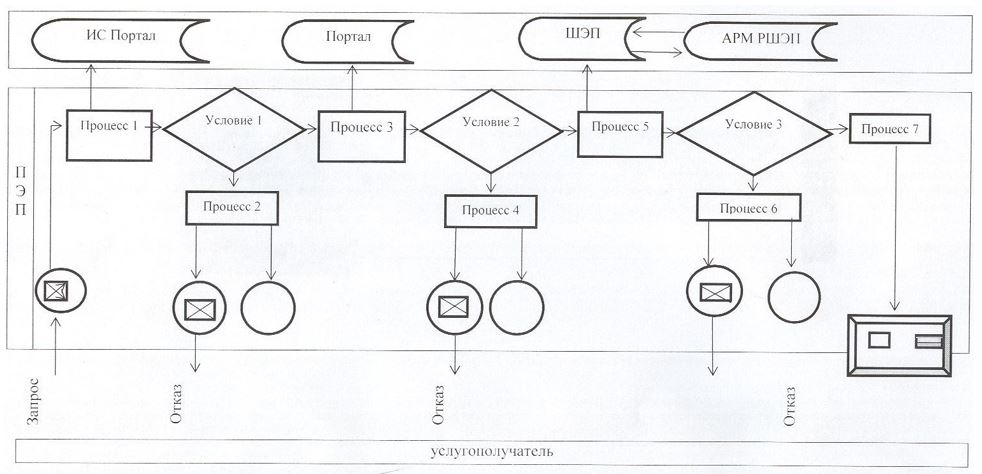 ИС Портал
Портал
ШЭП
АРМ РШЭП
ПЭП
Процесс 1
Условие 1
Процесс 3
Условие 2
Процесс 5
Условие 3
Процесс 7
Процесс 2
Процесс 4
Процесс 6
Запрос
Отказ
Отказ
Отказ
услугополучатель